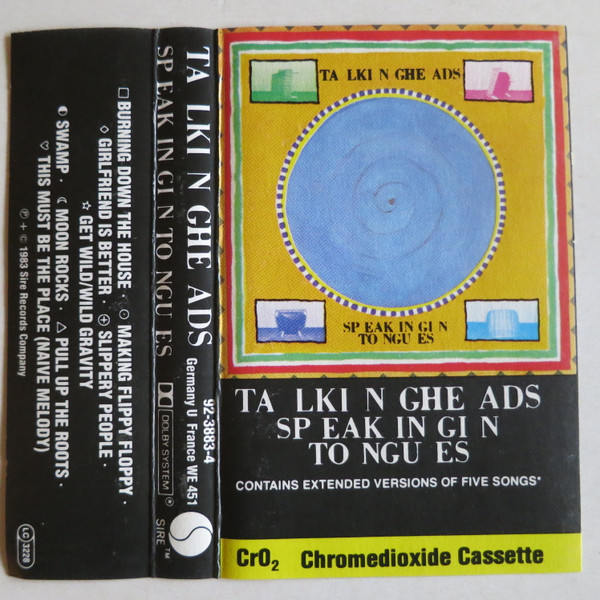 □ BURNING DOWN THE HOUSE · ⊙ MAKING FLIPPY FLOPPY ·
◇ GIRLFRIEND IS BETTER · ⊕ SLIPPERY PEOPLE ·
☆ GET WILD/WILD GRAVITY
◐ SWAMP · ☾ MOON ROCKS · △ PULL UP THE ROOTS ·
♡ THIS MUST BE THE PLACE (NAIVE MELODY)
℗ + © 1983 Sire Records Company
LC 3228
TA LKI N GHE ADS
SP EAK IN GI N TO NGU ES
92-3883-4
Germany U France WE 451
DOLBY SYSTEM ®
SIRE ™
TA LKI N GHE ADS
SP EAK IN GI N
TO NGU ES
TA LKI N GHE ADS
SP EAK IN GI N
TO NGU ES
CONTAINS EXTENDED VERSIONS OF FIVE SONGS*
CrO₂ Chromedioxide Cassette